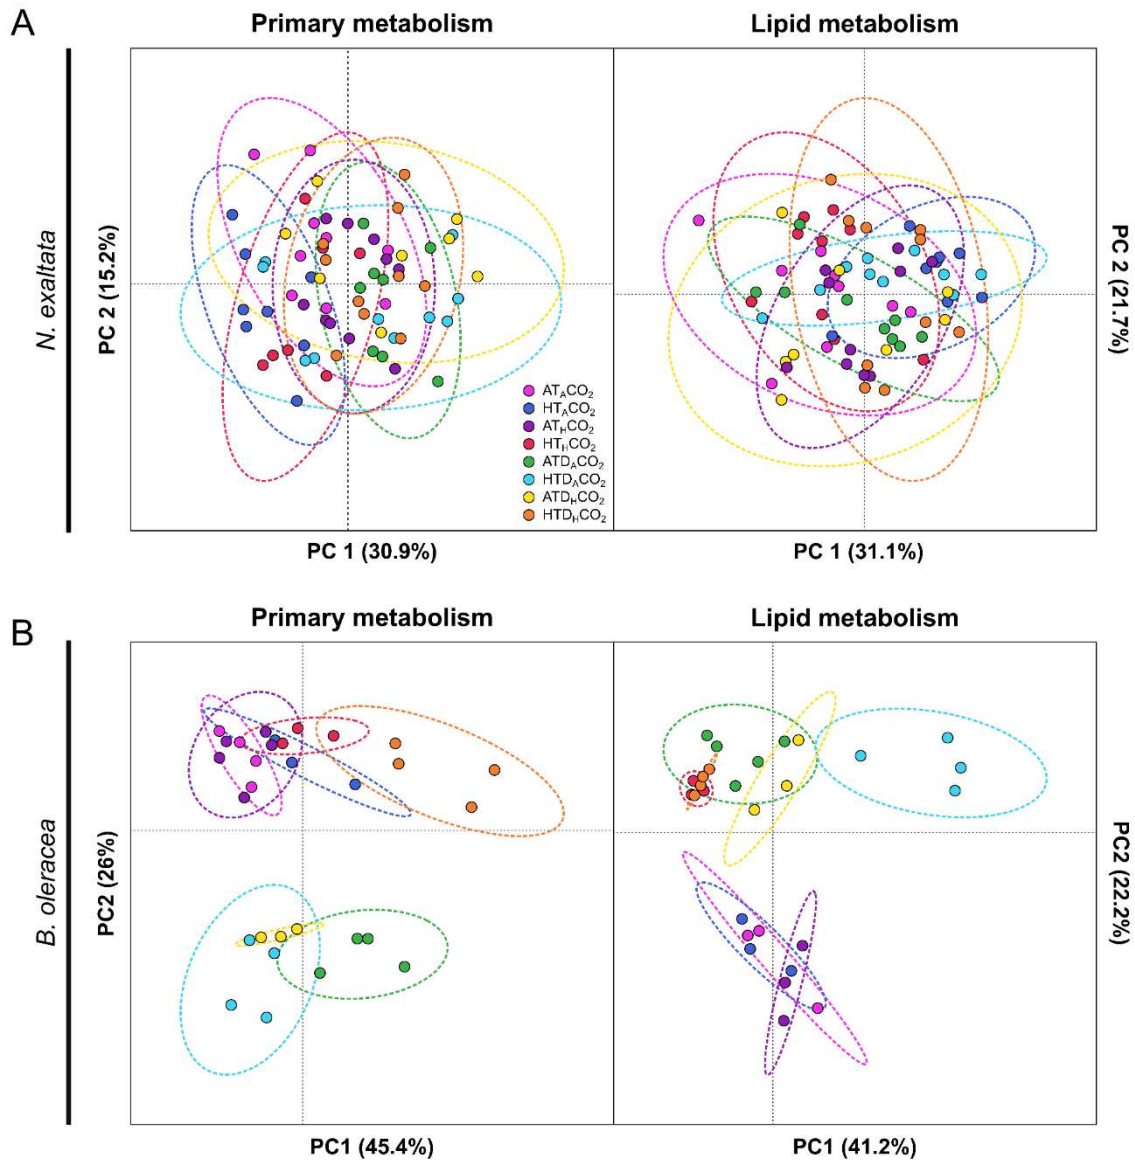 A
Primary metabolism
Lipid metabolism
N. exaltata
PC 2 (15.2%)
AT_ACO₂
HT_ACO₂
AT_HCO₂
HT_HCO₂
ATD_ACO₂
HTD_ACO₂
ATD_HCO₂
HTD_HCO₂
PC 2 (21.7%)
PC 1 (30.9%)
PC 1 (31.1%)
B
Primary metabolism
Lipid metabolism
B. oleracea
PC2 (26%)
PC2 (22.2%)
PC1 (45.4%)
PC1 (41.2%)